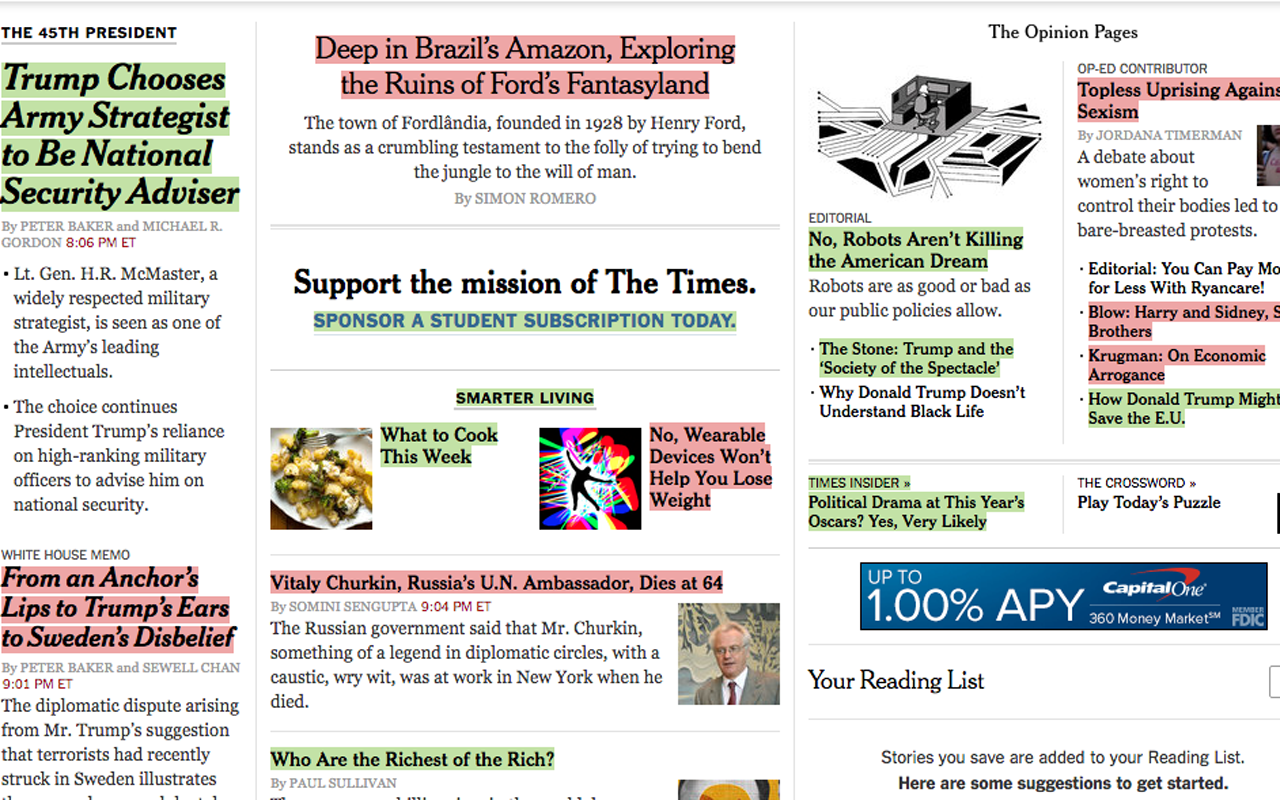 THE 45TH PRESIDENT
Trump Chooses
Army Strategist
to Be National
Security Adviser
By PETER BAKER and MICHAEL R.
GORDON 8:06 PM ET
• Lt. Gen. H.R. McMaster, a
widely respected military
strategist, is seen as one of
the Army’s leading
intellectuals.
• The choice continues
President Trump’s reliance
on high-ranking military
officers to advise him on
national security.
WHITE HOUSE MEMO
From an Anchor’s
Lips to Trump’s Ears
to Sweden’s Disbelief
By PETER BAKER and SEWELL CHAN
9:01 PM ET
The diplomatic dispute arising
from Mr. Trump’s suggestion
that terrorists had recently
struck in Sweden illustrates
Deep in Brazil’s Amazon, Exploring
the Ruins of Ford’s Fantasyland
The town of Fordlândia, founded in 1928 by Henry Ford,
stands as a crumbling testament to the folly of trying to bend
the jungle to the will of man.
By SIMON ROMERO
Support the mission of The Times.
SPONSOR A STUDENT SUBSCRIPTION TODAY.
SMARTER LIVING
What to Cook
This Week
No, Wearable
Devices Won’t
Help You Lose
Weight
Vitaly Churkin, Russia’s U.N. Ambassador, Dies at 64
By SOMINI SENGUPTA 9:04 PM ET
The Russian government said that Mr. Churkin,
something of a legend in diplomatic circles, with a
caustic, wry wit, was at work in New York when he
died.
Who Are the Richest of the Rich?
By PAUL SULLIVAN
The Opinion Pages
EDITORIAL
No, Robots Aren’t Killing
the American Dream
Robots are as good or bad as
our public policies allow.
· The Stone: Trump and the
‘Society of the Spectacle’
· Why Donald Trump Doesn’t
Understand Black Life
OP-ED CONTRIBUTOR
Topless Uprising Agains
Sexism
By JORDANA TIMERMAN
A debate about
women’s right to
control their bodies led to
bare-breasted protests.
· Editorial: You Can Pay Mo
for Less With Ryancare!
· Blow: Harry and Sidney, S
Brothers
· Krugman: On Economic
Arrogance
· How Donald Trump Might
Save the E.U.
TIMES INSIDER »
Political Drama at This Year’s
Oscars? Yes, Very Likely
THE CROSSWORD »
Play Today’s Puzzle
UP TO
1.00% APY
Capital One
360 Money Market℠
MEMBER
FDIC
Your Reading List
Stories you save are added to your Reading List.
Here are some suggestions to get started.